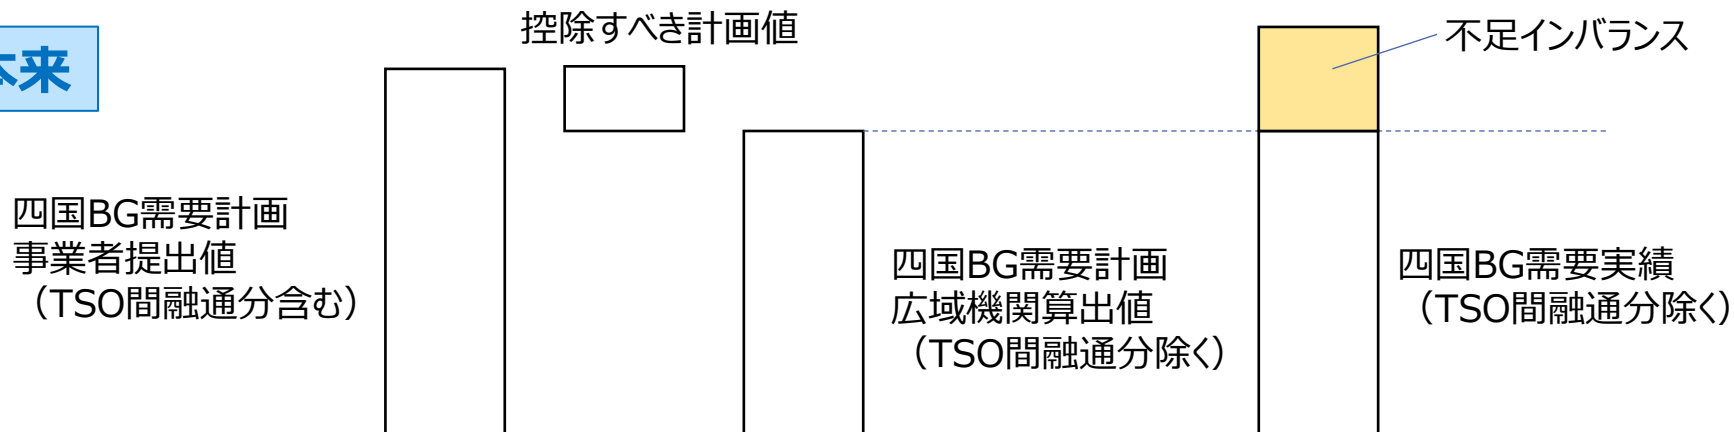 本来
控除すべき計画値
不足インバランス
四国BG需要計画
事業者提出値
（TSO間融通分含む）
四国BG需要計画
広域機関算出値
（TSO間融通分除く）
四国BG需要実績
（TSO間融通分除く）